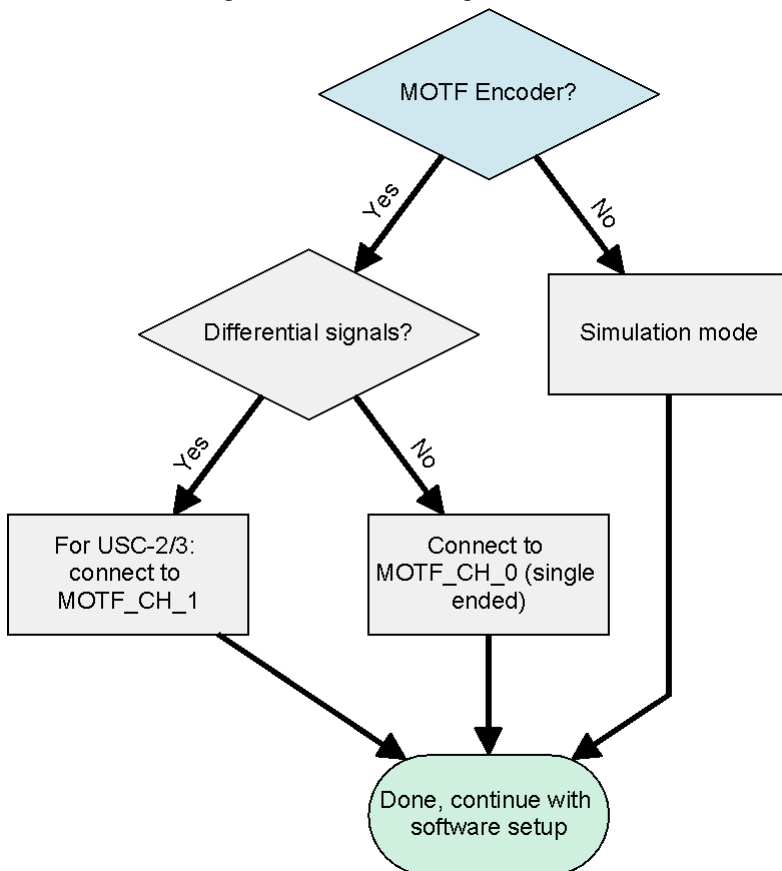 MOTF Encoder?
Yes
No
Differential signals?
Simulation mode
Yes
No
For USC-2/3:
connect to
MOTF_CH_1
Connect to
MOTF_CH_0 (single
ended)
Done, continue with
software setup